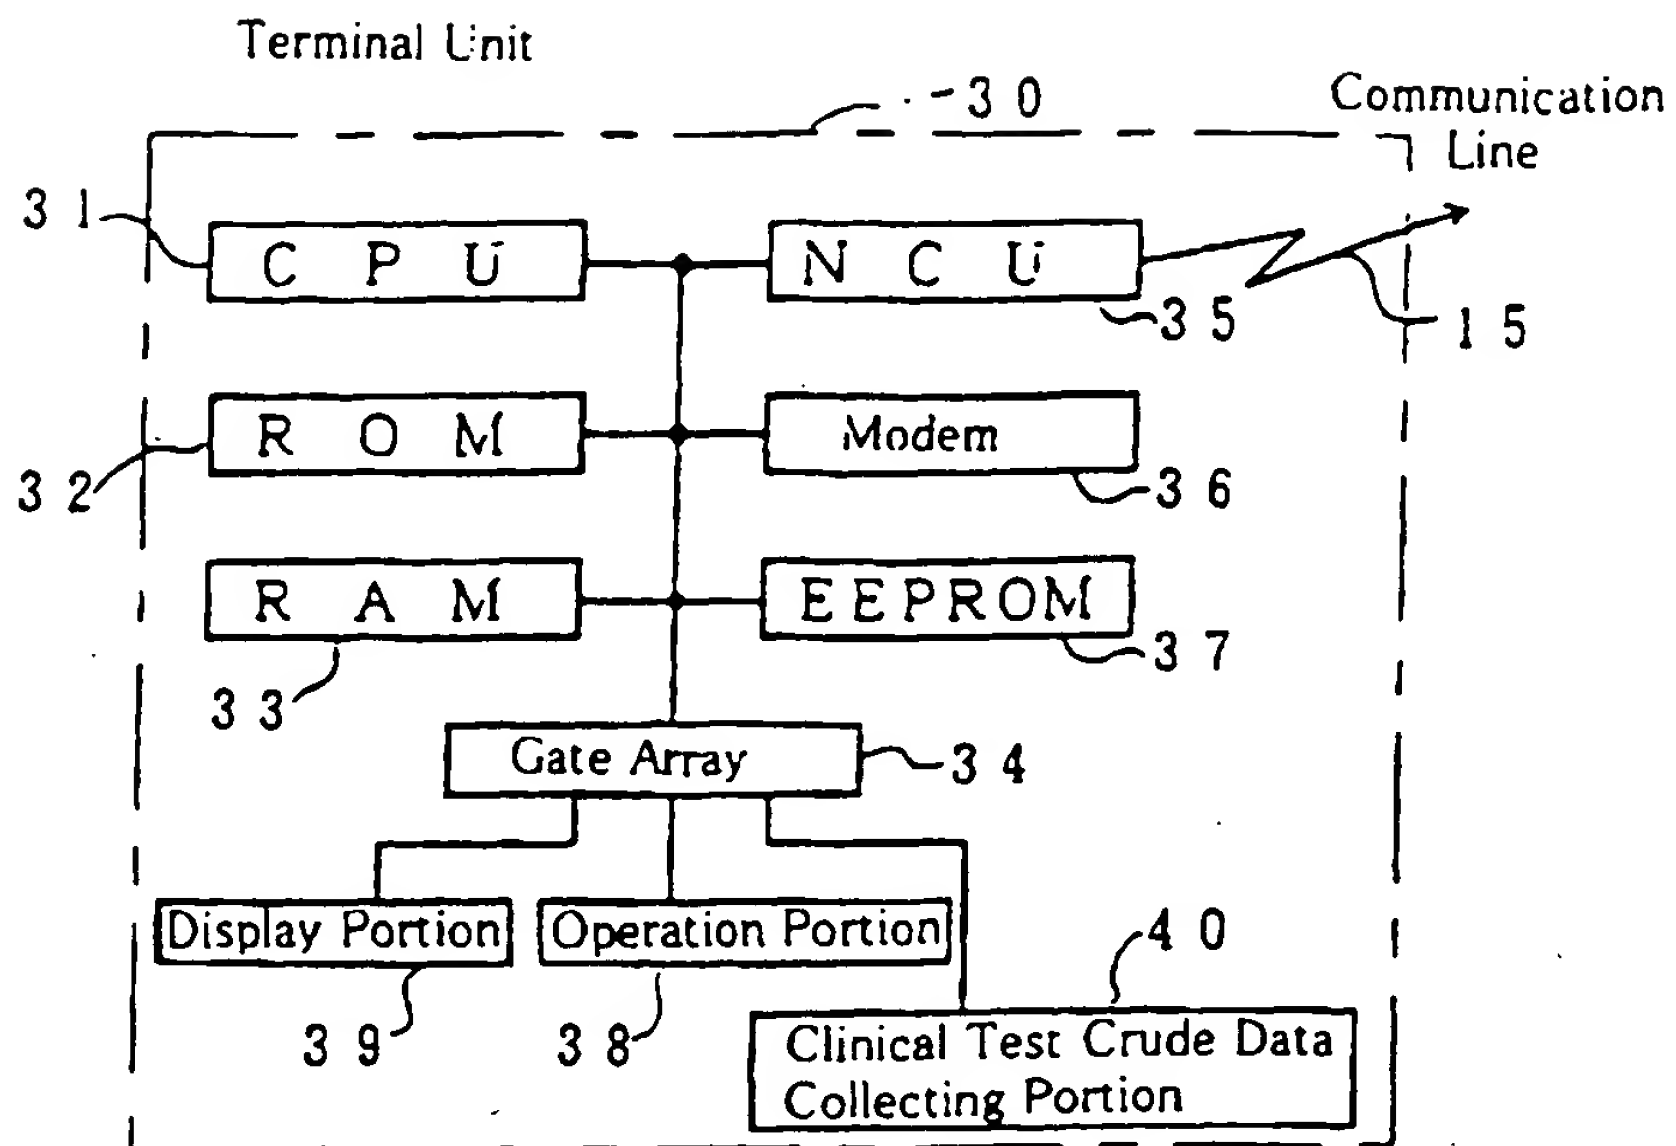 Terminal Unit
30
Communication
Line
31
CPU
NCU
35
15
ROM
Modem
32
36
RAM
EEPROM
37
33
Gate Array
34
Display Portion
Operation Portion
40
39
38
Clinical Test Crude Data
Collecting Portion